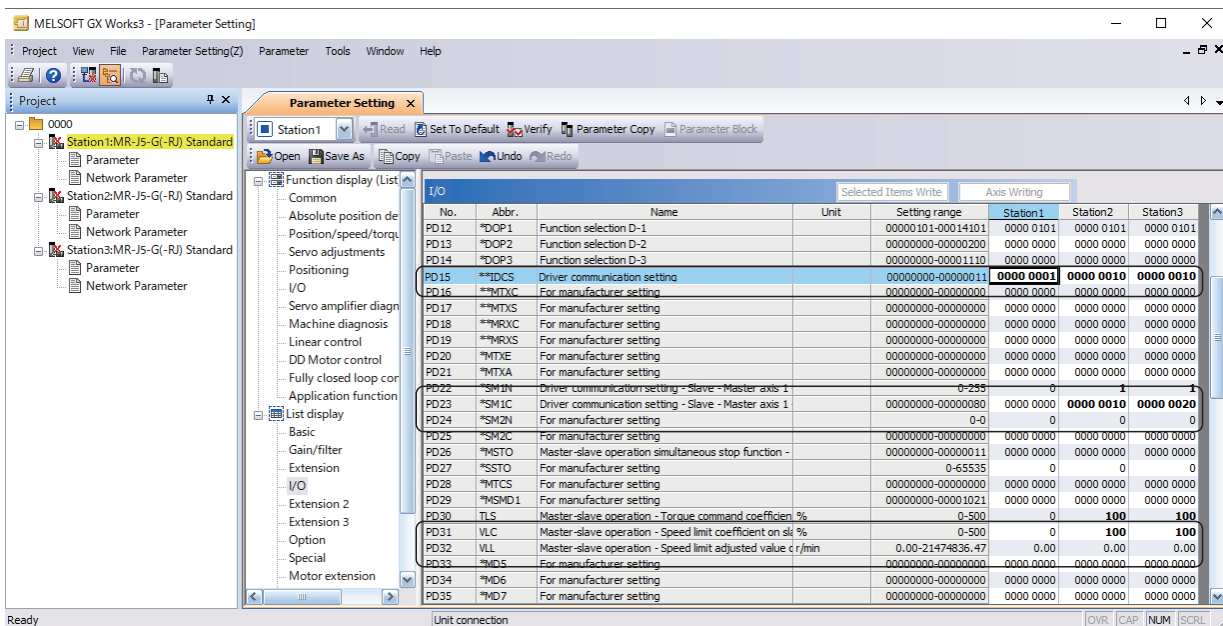 MELSOFT GX Works3 - [Parameter Setting]
Project View File Parameter Setting(Z) Parameter Tools Window Help
Project
0000
Station1:MR-J5-G(-RJ) Standard
Parameter
Network Parameter
Station2:MR-J5-G(-RJ) Standard
Parameter
Network Parameter
Station3:MR-J5-G(-RJ) Standard
Parameter
Network Parameter
Parameter Setting
Station1 Read Set To Default Verify Parameter Copy Parameter Block
Open Save As Copy Paste Undo Redo
Function display (List
Common
Absolute position de
Position/speed/torqu
Servo adjustments
Positioning
I/O
Servo amplifier diagn
Machine diagnosis
Linear control
DD Motor control
Fully closed loop con
Application function
List display
Basic
Gain/filter
Extension
I/O
Extension 2
Extension 3
Option
Special
Motor extension
I/O Selected Items Write Axis Writing
No. Abbr. Name Unit Setting range Station1 Station2 Station3
PD12 *DOP1 Function selection D-1 00000101-00014101 0000 0101 0000 0101 0000 0101
PD13 *DOP2 Function selection D-2 00000000-00000200 0000 0000 0000 0000 0000 0000
PD14 *DOP3 Function selection D-3 00000000-00001110 0000 0000 0000 0000 0000 0000
PD15 **IDCS Driver communication setting 00000000-00000011 0000 0001 0000 0010 0000 0010
PD16 **MTXC For manufacturer setting 00000000-00000000 0000 0000 0000 0000 0000 0000
PD17 **MTXS For manufacturer setting 00000000-00000000 0000 0000 0000 0000 0000 0000
PD18 **MRXC For manufacturer setting 00000000-00000000 0000 0000 0000 0000 0000 0000
PD19 **MRXS For manufacturer setting 00000000-00000000 0000 0000 0000 0000 0000 0000
PD20 *MTXE For manufacturer setting 00000000-00000000 0000 0000 0000 0000 0000 0000
PD21 *MTXA For manufacturer setting 00000000-00000000 0000 0000 0000 0000 0000 0000
PD22 *SM1N Driver communication setting - Slave - Master axis 1 0-255 0 1 1
PD23 *SM1C Driver communication setting - Slave - Master axis 1 - 00000000-00000080 0000 0000 0000 0010 0000 0020
PD24 *SM2N For manufacturer setting 0-0 0 0 0
PD25 *SM2C For manufacturer setting 00000000-00000000 0000 0000 0000 0000 0000 0000
PD26 *MSTO Master-slave operation simultaneous stop function - 00000000-00000011 0000 0000 0000 0000 0000 0000
PD27 *SSTO For manufacturer setting 0-65535 0 0 0
PD28 *MTCS For manufacturer setting 00000000-00000000 0000 0000 0000 0000 0000 0000
PD29 *MSMD1 For manufacturer setting 00000000-00001021 0000 0000 0000 0000 0000 0000
PD30 TLS Master-slave operation - Torque command coefficien % 0-500 0 100 100
PD31 VLC Master-slave operation - Speed limit coefficient on sla % 0-500 0 100 100
PD32 VLL Master-slave operation - Speed limit adjusted value o r/min 0.00-21474836.47 0.00 0.00 0.00
PD33 *MD5 For manufacturer setting 00000000-00000000 0000 0000 0000 0000 0000 0000
PD34 *MD6 For manufacturer setting 00000000-00000000 0000 0000 0000 0000 0000 0000
PD35 *MD7 For manufacturer setting 00000000-00000000 0000 0000 0000 0000 0000 0000
Ready Unit connection OVR CAP NUM SCRL